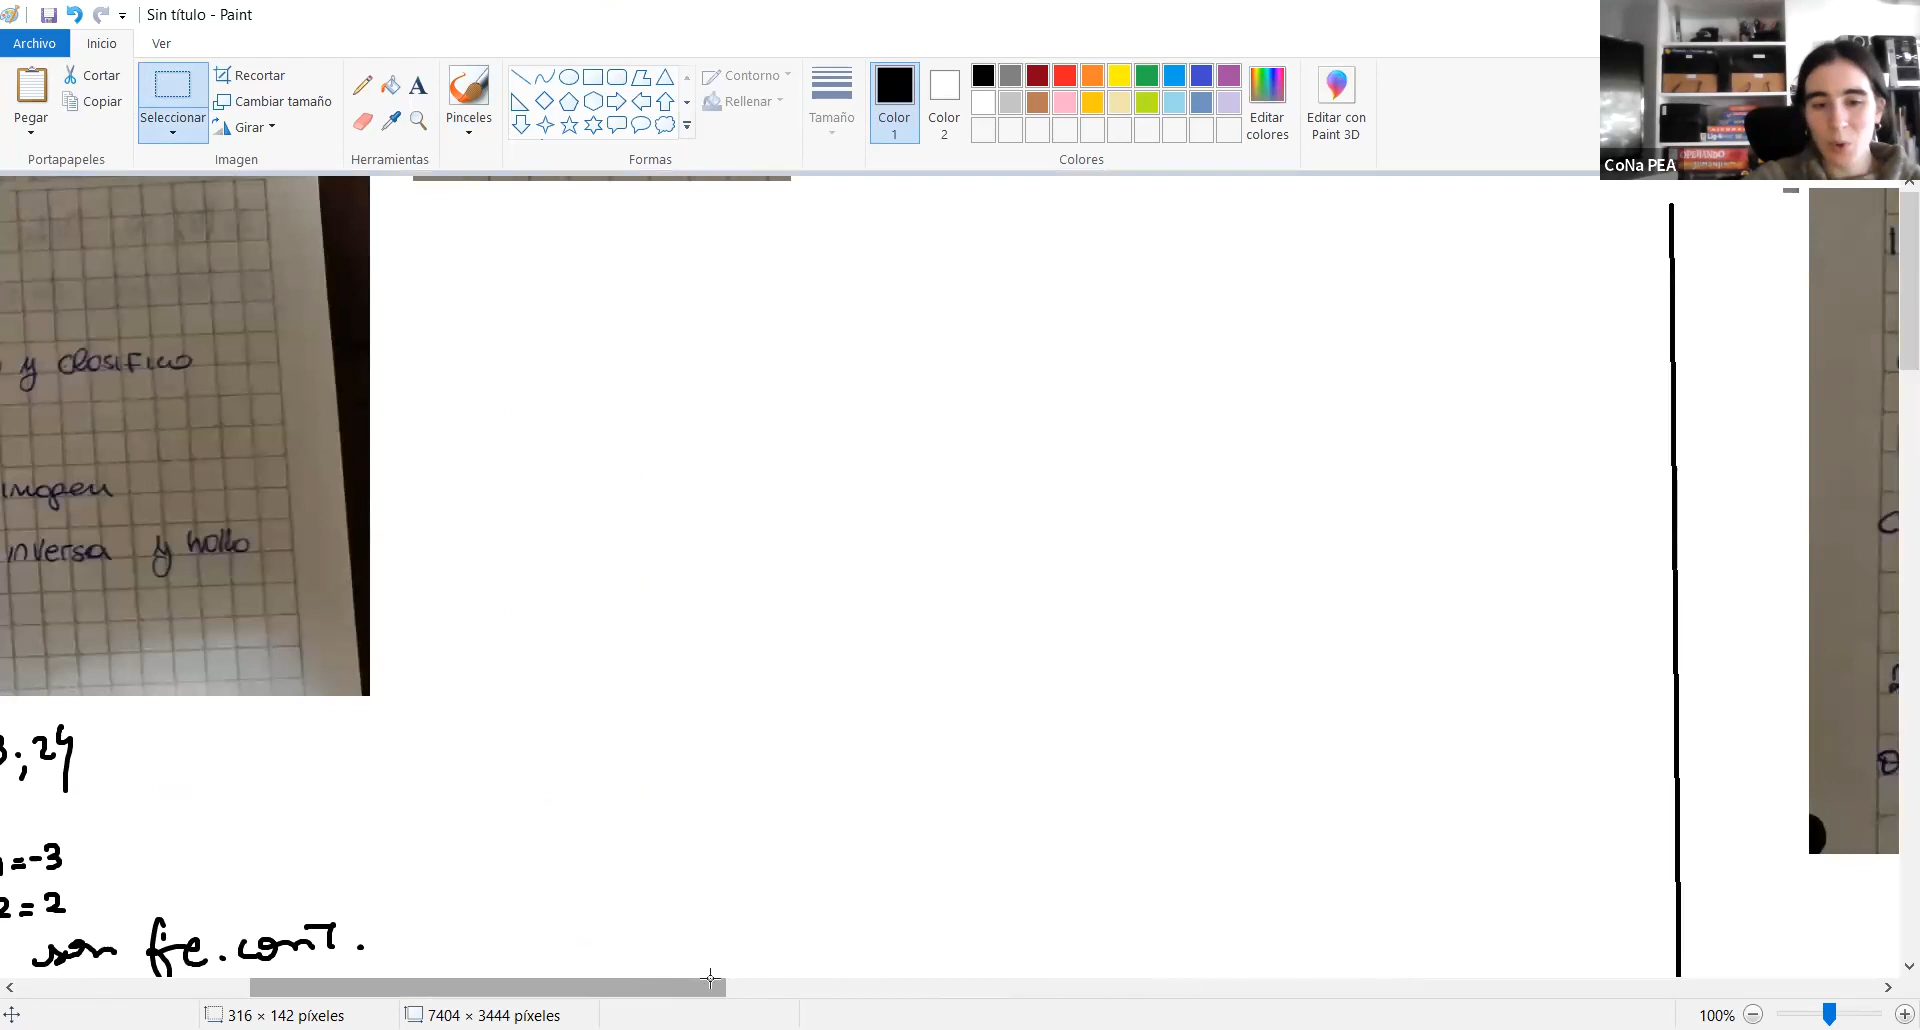 Sin título - Paint
Archivo
Inicio
Ver
Pegar
Cortar
Copiar
Portapapeles
Seleccionar
Recortar
Cambiar tamaño
Girar
Imagen
Herramientas
Pinceles
Contorno
Rellenar
Formas
Tamaño
Color 1
Color 2
Editar colores
Editar con Paint 3D
Colores
CoNa PEA
y clasifico
imagen
inversa y hallo
; 24
=-3
2=2
son fc. cont.
316 × 142 píxeles
7404 × 3444 píxeles
100%